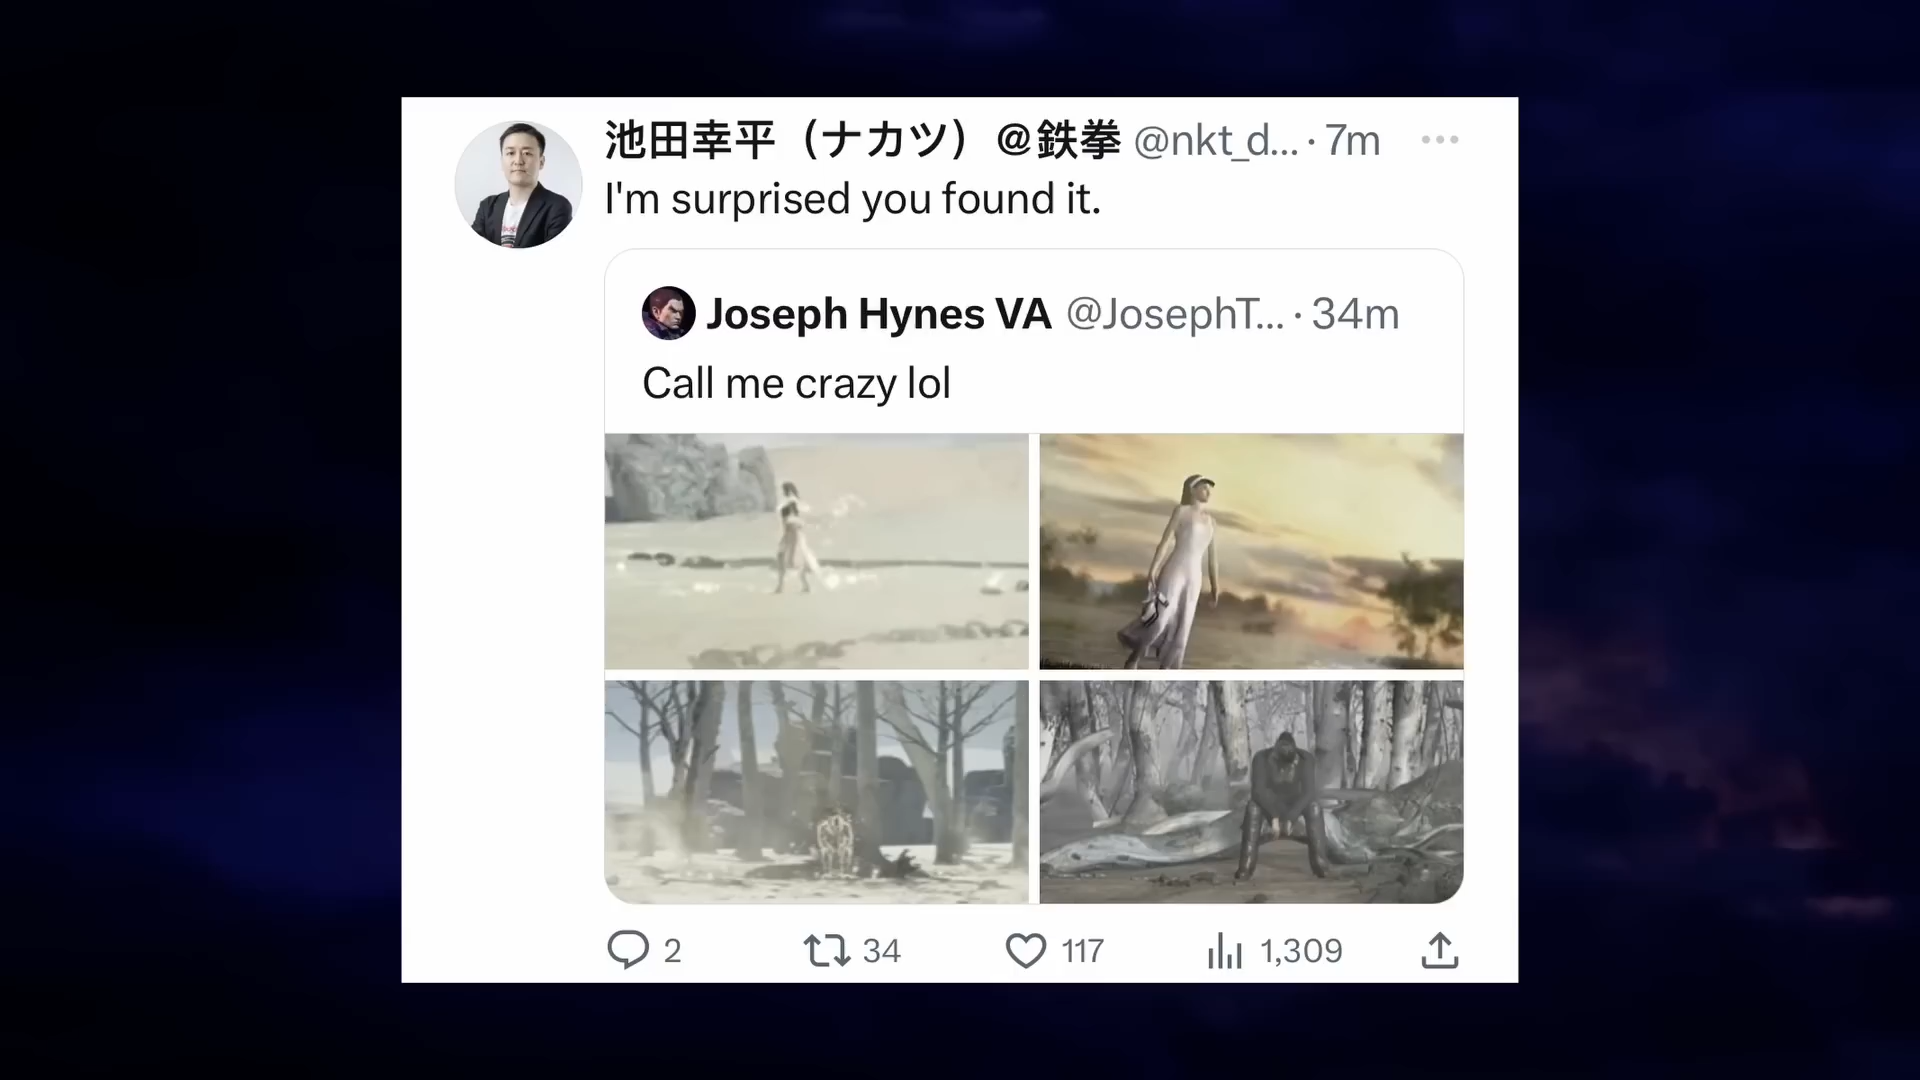 池田幸平（ナカツ）@鉄拳 @nkt_d... · 7m
I'm surprised you found it.
Joseph Hynes VA @JosephT... · 34m
Call me crazy lol
2 34 117 1,309